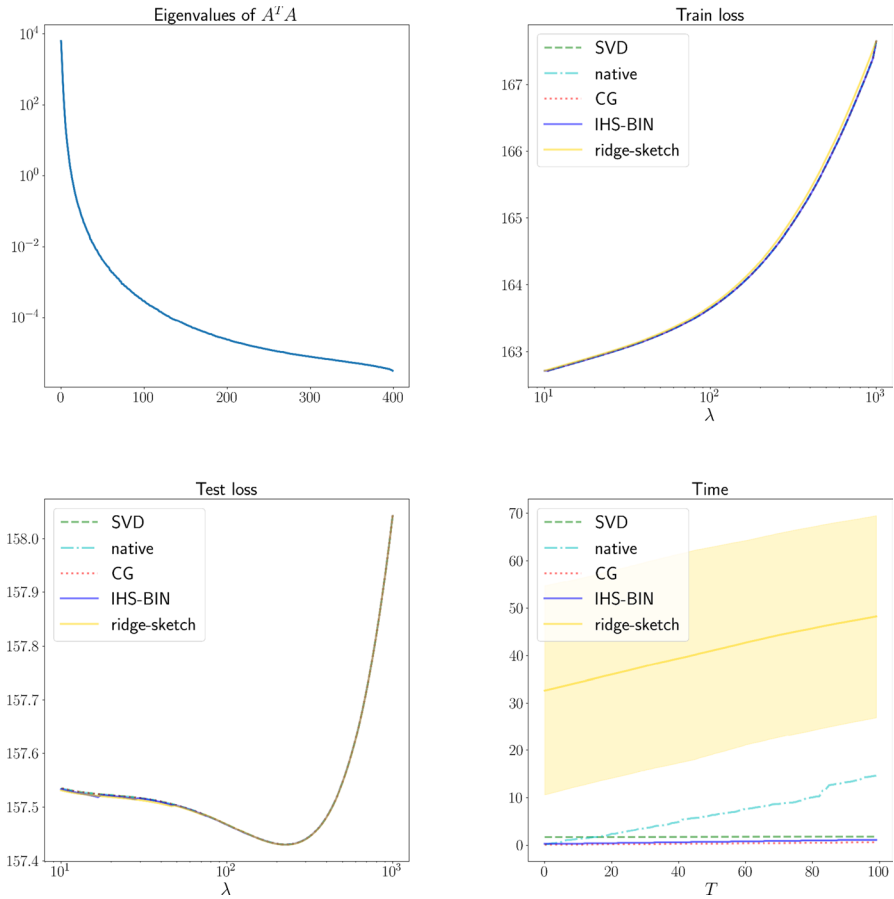 Eigenvalues of A^T A
10^4
10^2
10^0
10^{-2}
10^{-4}
0 100 200 300 400
Train loss
SVD
native
CG
IHS-BIN
ridge-sketch
167
166
165
164
163
10^1 10^2 10^3
λ
Test loss
SVD
native
CG
IHS-BIN
ridge-sketch
158.0
157.9
157.8
157.7
157.6
157.5
157.4
10^1 10^2 10^3
λ
Time
SVD
native
CG
IHS-BIN
ridge-sketch
70
60
50
40
30
20
10
0
0 20 40 60 80 100
T